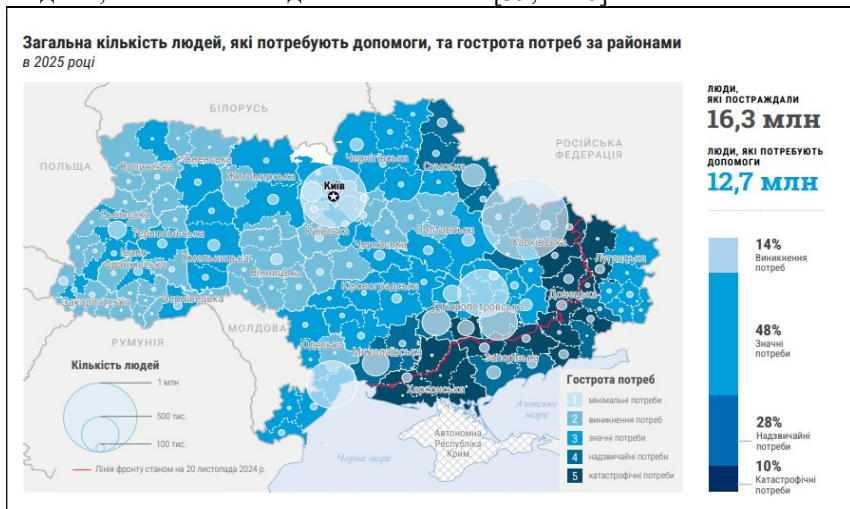 Загальна кількість людей, які потребують допомоги, та гострота потреб за районами
в 2025 році
ЛЮДИ,
ЯКІ ПОСТРАЖДАЛИ
16,3 млн
ЛЮДИ, ЯКІ ПОТРЕБУЮТЬ
ДОПОМОГИ
12,7 млн
14%
Виникнення
потреб
48%
Значні
потреби
28%
Надзвичайні
потреби
10%
Катастрофічні
потреби
БІЛОРУСЬ
ПОЛЬЩА
РОСІЙСЬКА
ФЕДЕРАЦІЯ
Волинська
Рівненська
Житомирська
Чернігівська
Сумська
Київ
Київська
Львівська
Тернопільська
Хмельницька
Івано-
Франківська
Закарпатська
Чернівецька
Вінницька
Черкаська
Полтавська
Харківська
Луганська
Кіровоградська
Дніпропетровська
Донецька
Одеська
Миколаївська
Запорізька
Херсонська
МОЛДОВА
РУМУНІЯ
Азовське
море
Чорне море
Автономна
Республіка
Крим
Кількість людей
1 млн
500 тис.
100 тис.
Лінія фронту станом на 20 листопада 2024 р.
Гострота потреб
1 мінімальні потреби
2 виникнення потреб
3 значні потреби
4 надзвичайні потреби
5 катастрофічні потреби